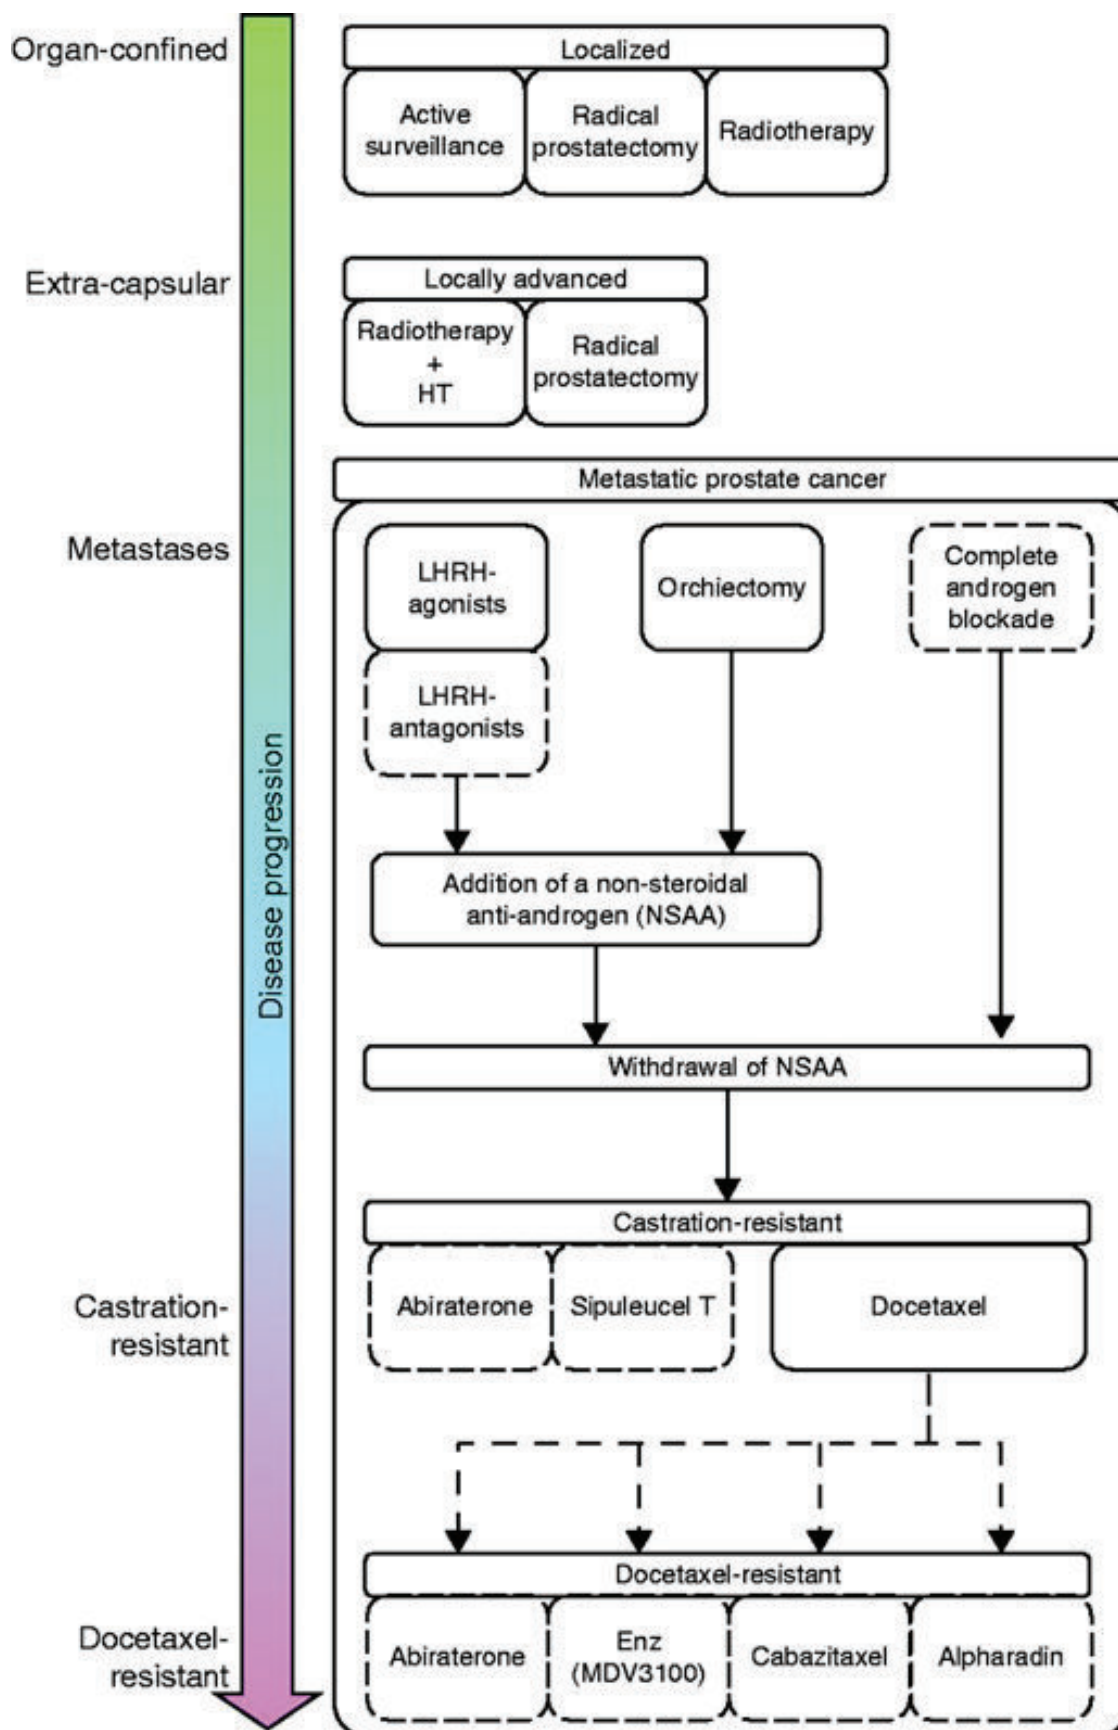 Organ-confined
Localized
Active
surveillance
Radical
prostatectomy
Radiotherapy
Extra-capsular
Locally advanced
Radiotherapy
+
HT
Radical
prostatectomy
Metastatic prostate cancer
Metastases
LHRH-
agonists
Orchiectomy
Complete
androgen
blockade
LHRH-
antagonists
Disease progression
Addition of a non-steroidal
anti-androgen (NSAA)
Withdrawal of NSAA
Castration-resistant
Castration-
resistant
Abiraterone
Sipuleucel T
Docetaxel
Docetaxel-resistant
Docetaxel-
resistant
Abiraterone
Enz
(MDV3100)
Cabazitaxel
Alpharadin